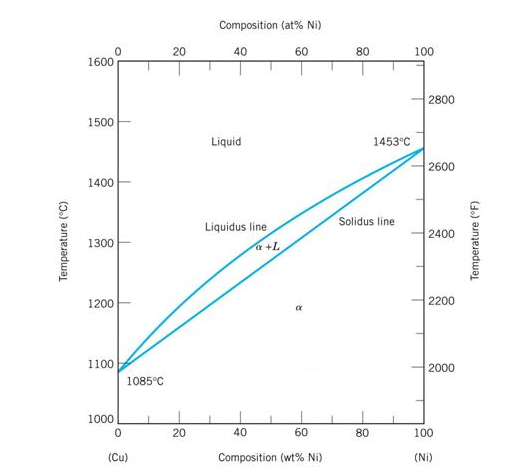 Composition (at% Ni)
0 20 40 60 80 100
1600
2800
1500
Liquid
1453°C
2600
1400
Liquidus line
Solidus line
2400
1300
α +L
Temperature (°C)
Temperature (°F)
1200
2200
α
1100
2000
1085°C
1000
0 20 40 60 80 100
(Cu) Composition (wt% Ni) (Ni)